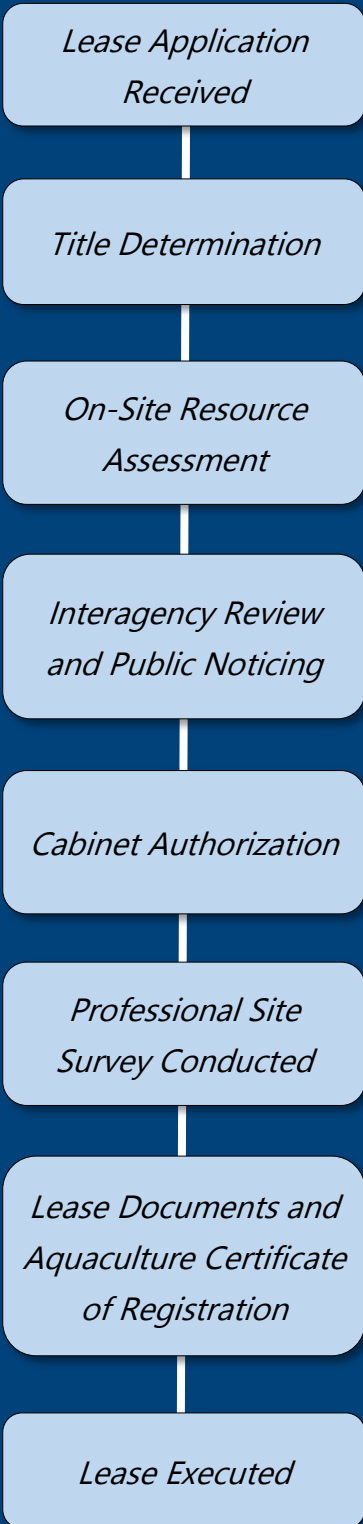 Lease Application
Received
Title Determination
On-Site Resource
Assessment
Interagency Review
and Public Noticing
Cabinet Authorization
Professional Site
Survey Conducted
Lease Documents and
Aquaculture Certificate
of Registration
Lease Executed